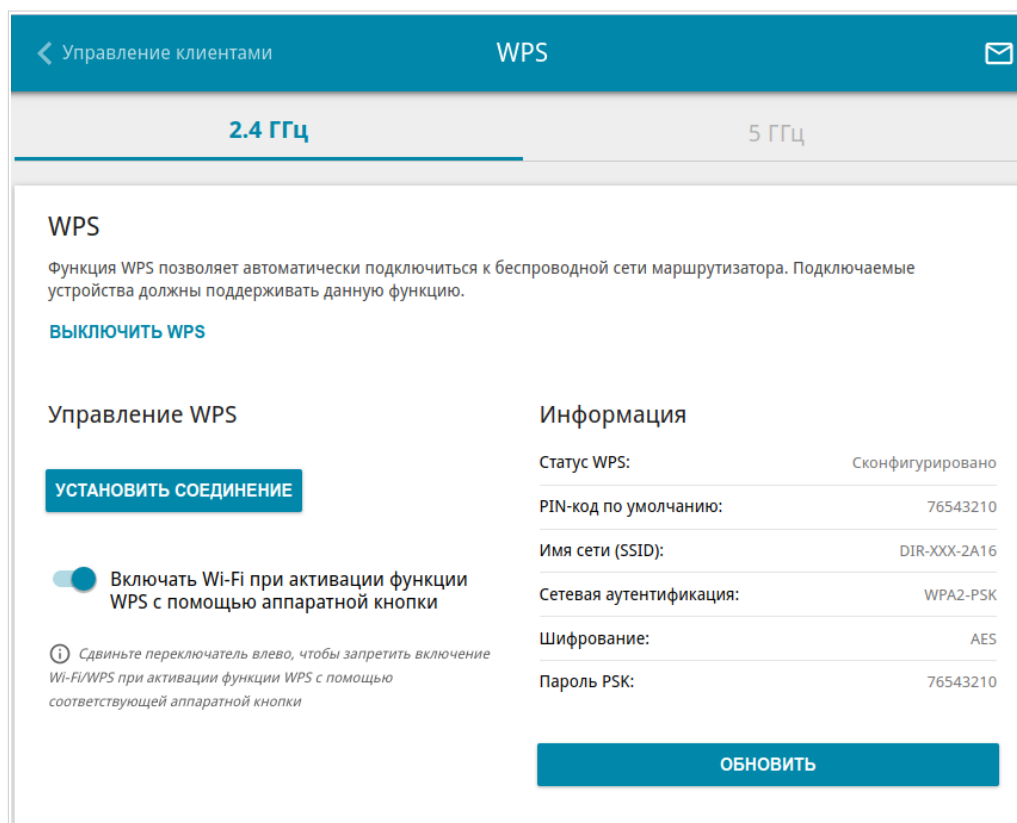 Управление клиентами
WPS
2.4 ГГц
5 ГГц
WPS
Функция WPS позволяет автоматически подключиться к беспроводной сети маршрутизатора. Подключаемые
устройства должны поддерживать данную функцию.
ВЫКЛЮЧИТЬ WPS
Управление WPS
УСТАНОВИТЬ СОЕДИНЕНИЕ
Включать Wi-Fi при активации функции
WPS с помощью аппаратной кнопки
Сдвиньте переключатель влево, чтобы запретить включение
Wi-Fi/WPS при активации функции WPS с помощью
соответствующей аппаратной кнопки
Информация
Статус WPS: Сконфигурировано
PIN-код по умолчанию: 76543210
Имя сети (SSID): DIR-XXX-2A16
Сетевая аутентификация: WPA2-PSK
Шифрование: AES
Пароль PSK: 76543210
ОБНОВИТЬ